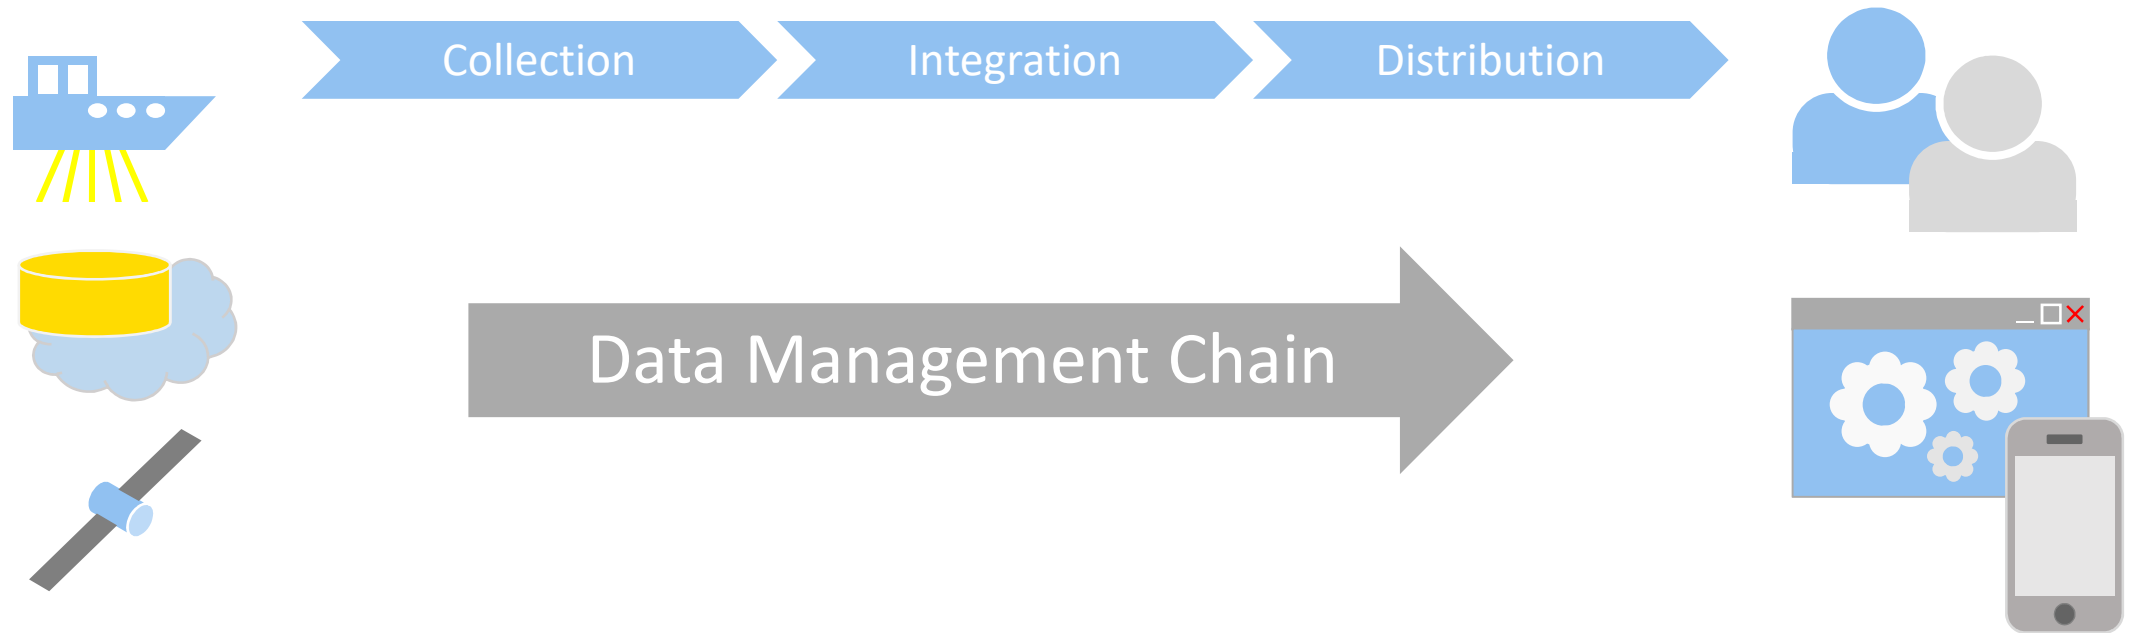 Collection
Integration
Distribution
Data Management Chain